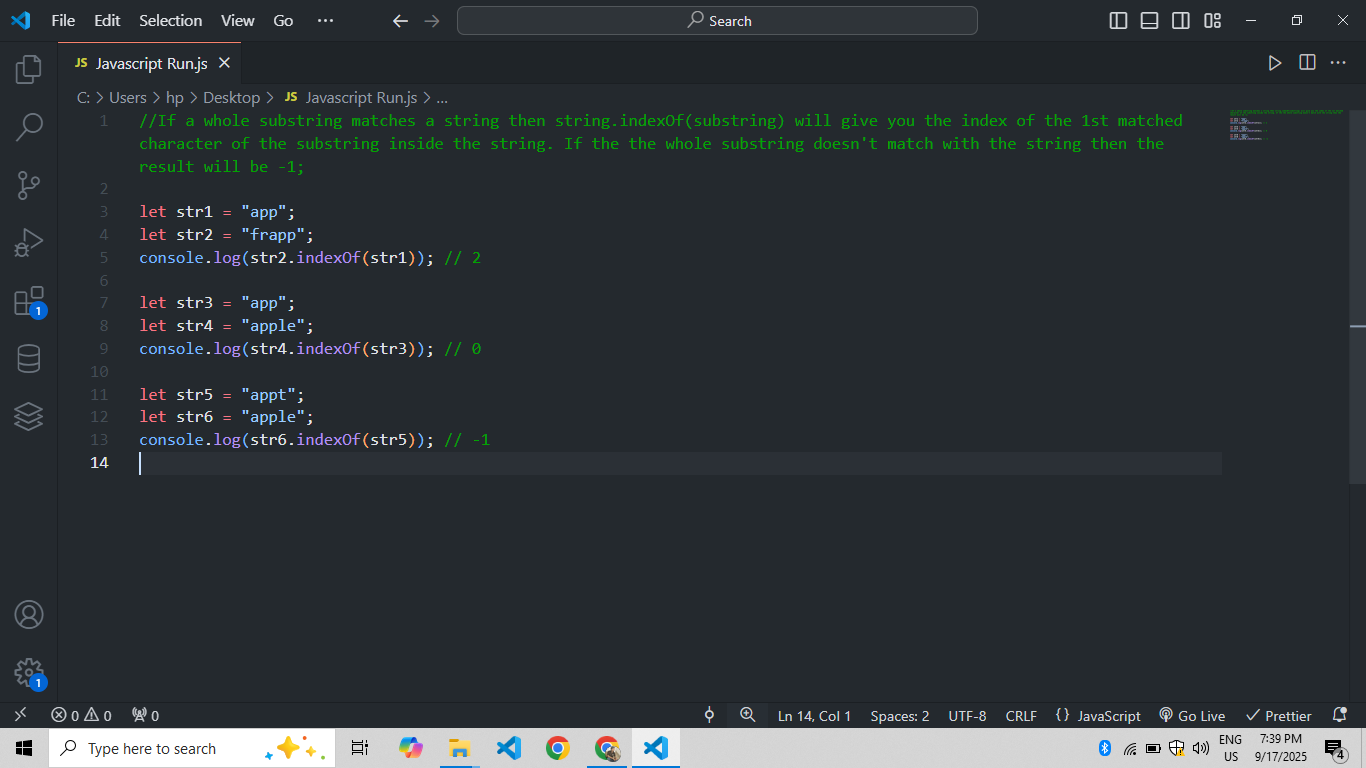 File Edit Selection View Go ··· Search
JS Javascript Run.js
C: > Users > hp > Desktop > JS Javascript Run.js > ...
1 //If a whole substring matches a string then string.indexOf(substring) will give you the index of the 1st matched
character of the substring inside the string. If the the whole substring doesn't match with the string then the
result will be -1;
2
3 let str1 = "app";
4 let str2 = "frapp";
5 console.log(str2.indexOf(str1)); // 2
6
7 let str3 = "app";
8 let str4 = "apple";
9 console.log(str4.indexOf(str3)); // 0
10
11 let str5 = "appt";
12 let str6 = "apple";
13 console.log(str6.indexOf(str5)); // -1
14
1
1
0 0 0 Ln 14, Col 1 Spaces: 2 UTF-8 CRLF {} JavaScript Go Live Prettier
Type here to search
ENG
US
7:39 PM
9/17/2025
4